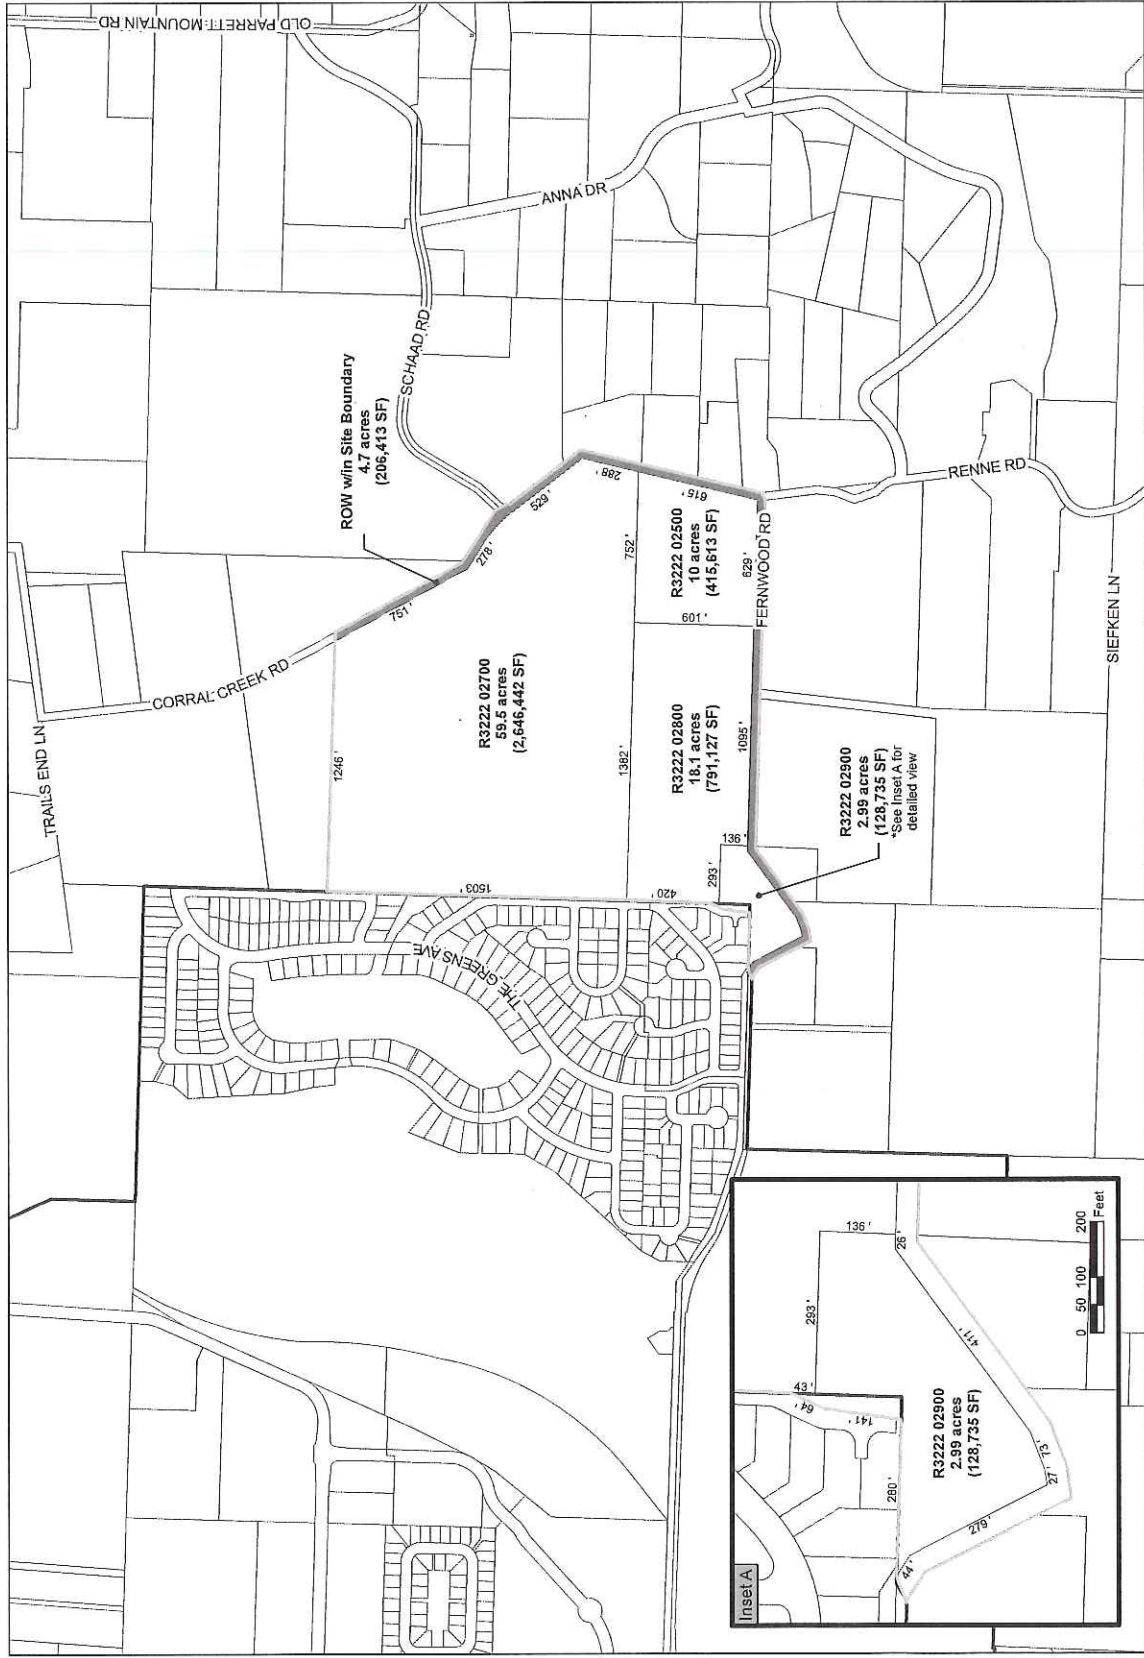 OLD PARRETT MOUNTAIN RD
TRAILS END LN
CORRAL CREEK RD
SCHAAD RD
ANNA DR
ROW w/in Site Boundary
4.7 acres
(206,413 SF)
751 '
278 '
529 '
288 '
615 '
1246 '
R3222 02700
59.5 acres
(2,646,442 SF)
1503 '
THE GREENS AVE
1382 '
752 '
R3222 02500
10 acres
(415,613 SF)
601 '
629 '
FERNWOOD RD
RENNE RD
R3222 02800
18.1 acres
(791,127 SF)
1095 '
420 '
293 '
136 '
R3222 02900
2.99 acres
(128,735 SF)
*See Inset A for
detailed view
SIEFKEN LN
Inset A
293 '
136 '
43 '
64 '
141 '
26 '
280 '
411 '
R3222 02900
2.99 acres
(128,735 SF)
73 '
27 '
279 '
44 '
0 50 100 200
Feet